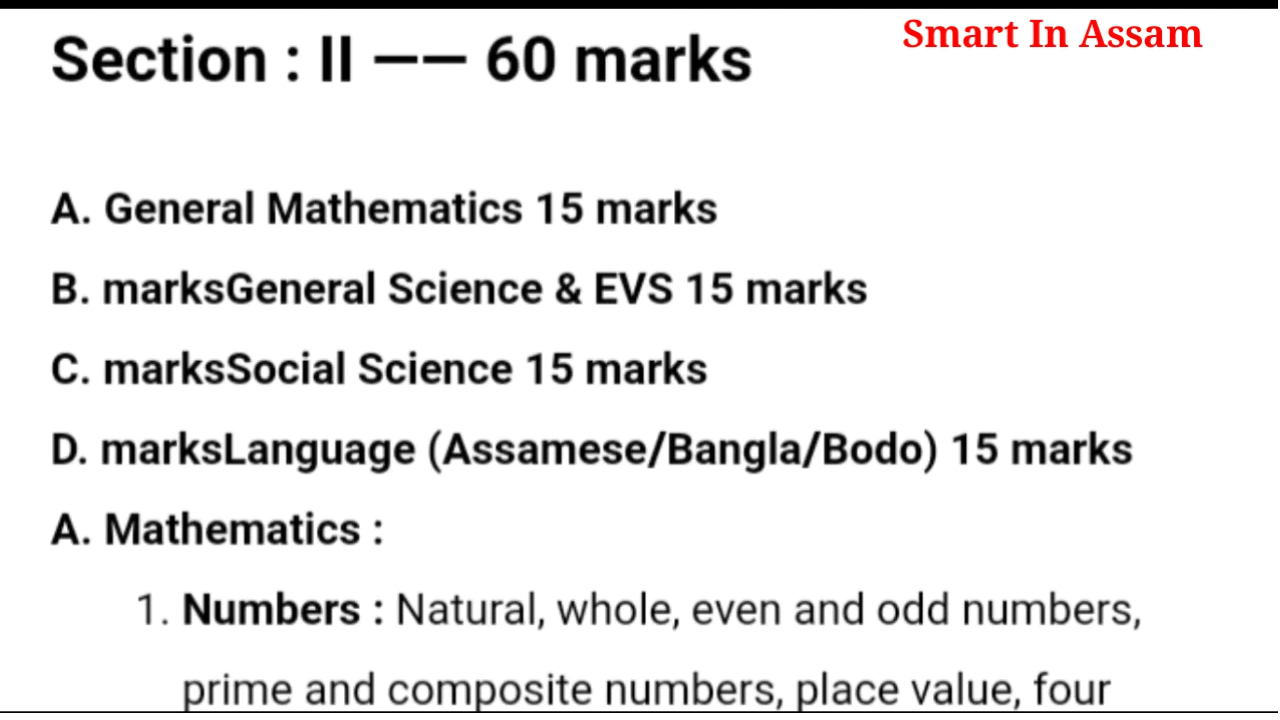 Section : II —— 60 marks
Smart In Assam
A. General Mathematics 15 marks
B. marksGeneral Science & EVS 15 marks
C. marksSocial Science 15 marks
D. marksLanguage (Assamese/Bangla/Bodo) 15 marks
A. Mathematics :
1. Numbers : Natural, whole, even and odd numbers,
prime and composite numbers, place value, four